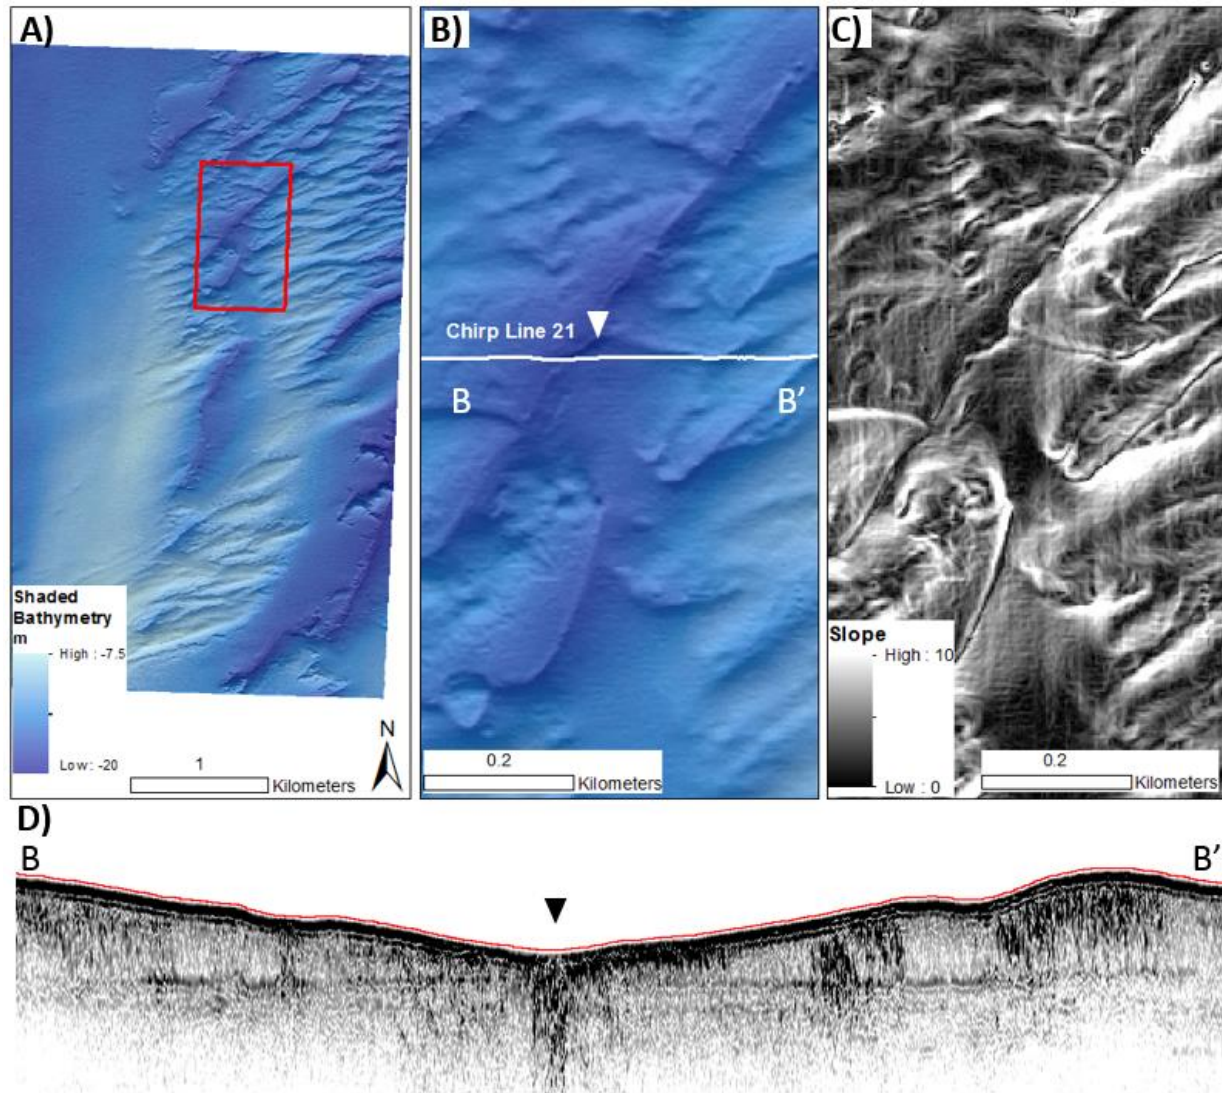 A)
B)
C)
Chirp Line 21
B
B'
Shaded
Bathymetry
m
High : -7.5
Low : -20
1
Kilometers
N
0.2
Kilometers
Slope
High : 10
Low : 0
0.2
Kilometers
D)
B
B'